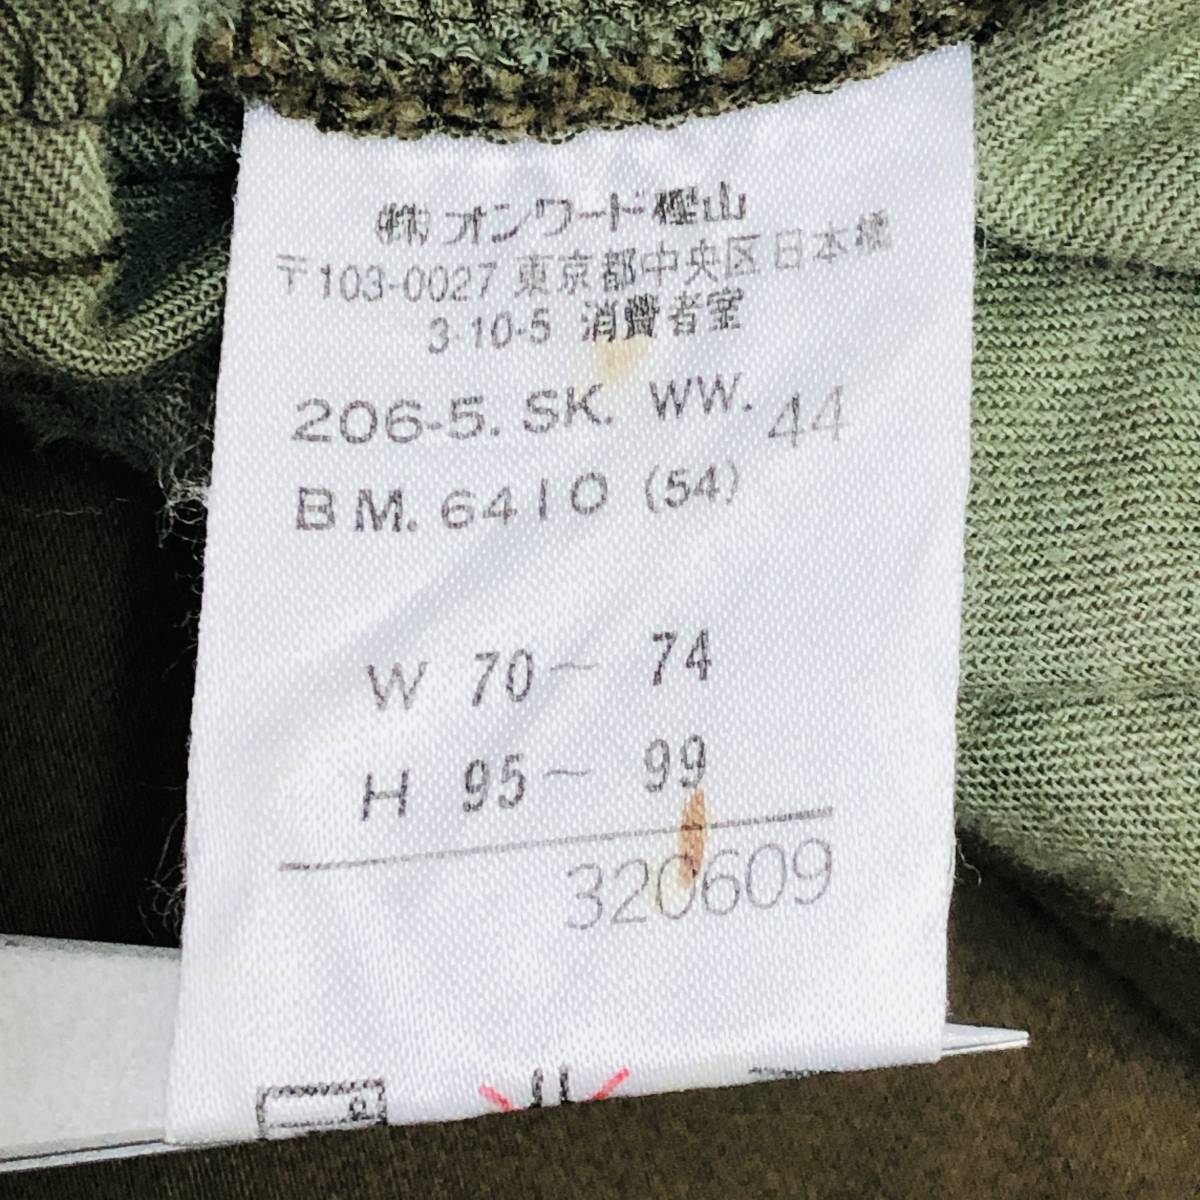 ㈱オンワード樫山
〒103-0027 東京都中央区日本橋
3-10-5 消費者室
206-5. SK. WW. 44
BM. 6410 (54)
W 70~74
H 95~99
320609